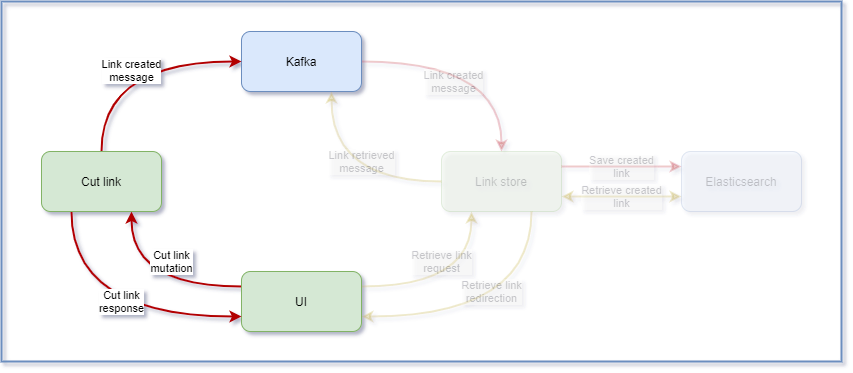 Kafka
Link created
message
Link created
message
Link retrieved
message
Cut link
Link store
Save created
link
Retrieve created
link
Elasticsearch
Cut link
mutation
Retrieve link
request
Cut link
response
UI
Retrieve link
redirection